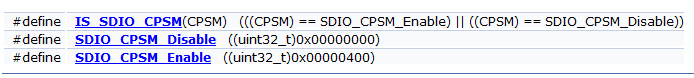 #define IS_SDIO_CPSM(CPSM) (((CPSM) == SDIO_CPSM_Enable) || ((CPSM) == SDIO_CPSM_Disable))
#define SDIO_CPSM_Disable ((uint32_t)0x00000000)
#define SDIO_CPSM_Enable ((uint32_t)0x00000400)